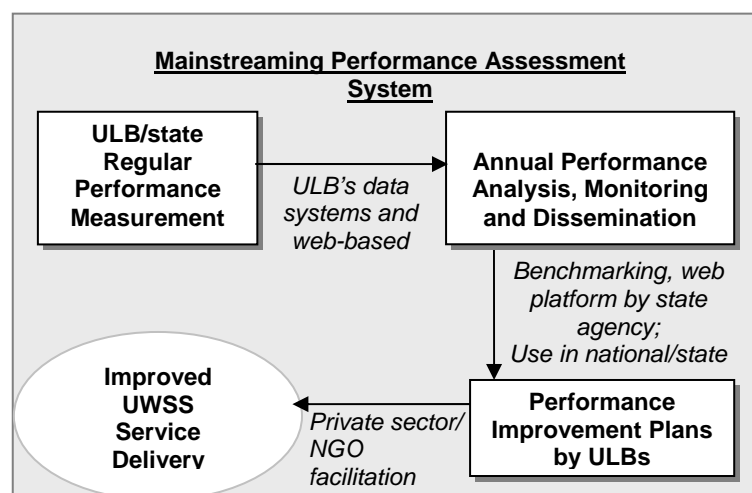 Mainstreaming Performance Assessment
System
ULB/state
Regular
Performance
Measurement
ULB's data
systems and
web-based
Annual Performance
Analysis, Monitoring
and Dissemination
Benchmarking, web
platform by state
agency;
Use in national/state
Performance
Improvement Plans
by ULBs
Private sector/
NGO
facilitation
Improved
UWSS
Service
Delivery